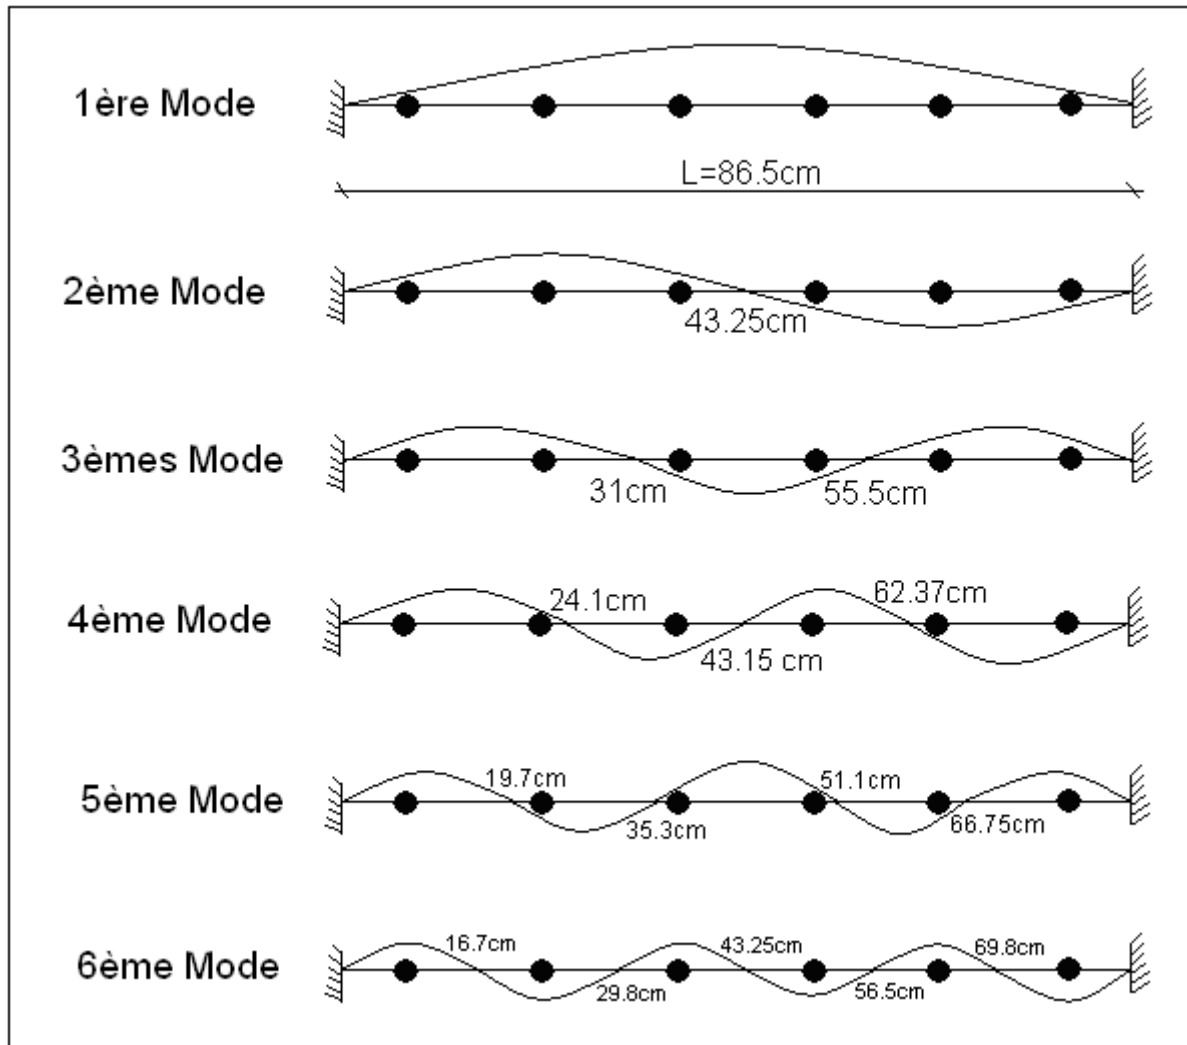 1ère Mode
L=86.5cm
2ème Mode
43.25cm
3èmes Mode
31cm 55.5cm
4ème Mode
24.1cm 62.37cm
43.15 cm
5ème Mode
19.7cm 51.1cm
35.3cm 66.75cm
6ème Mode
16.7cm 43.25cm 69.8cm
29.8cm 56.5cm